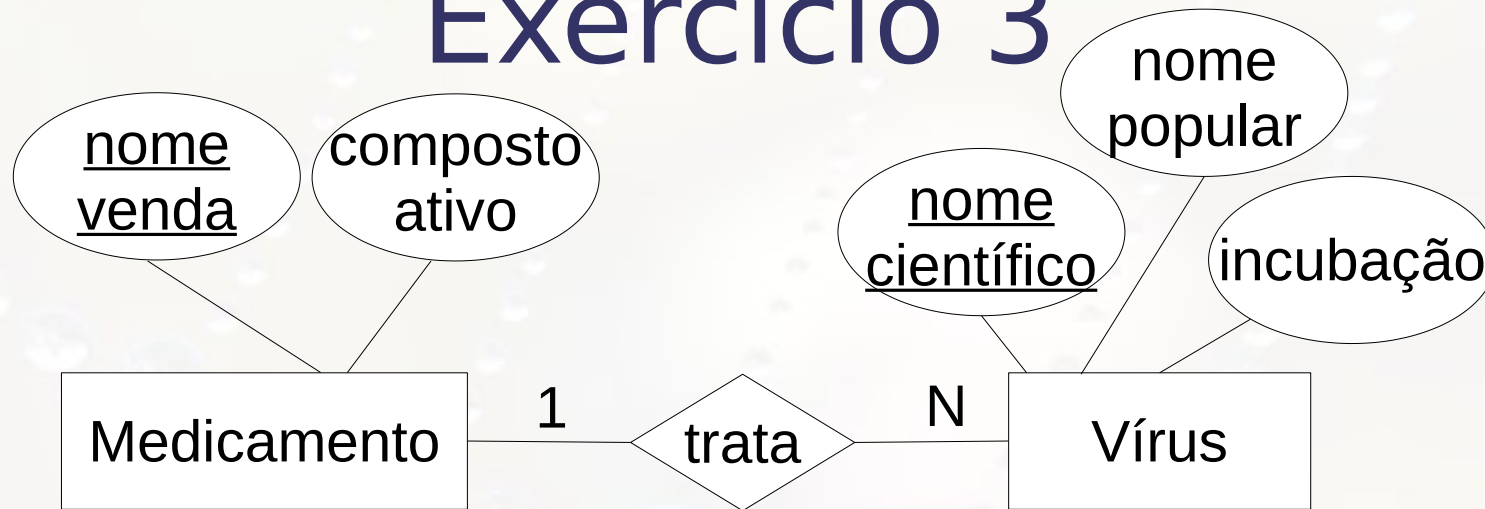 Exercício 3
nome
popular
nome
venda
composto
ativo
nome
científico
incubação
Medicamento
1
trata
N
Vírus